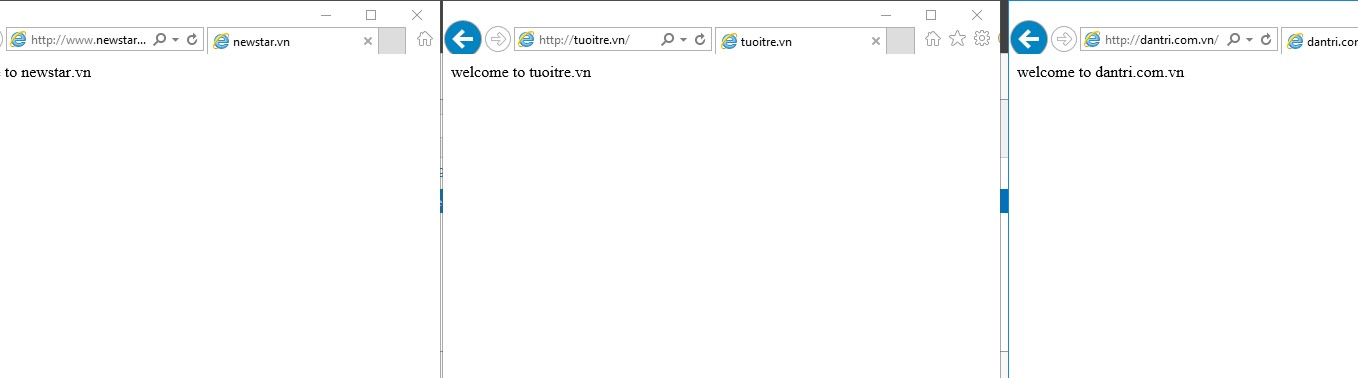 http://www.newstar...
newstar.vn
to newstar.vn
http://tuoitre.vn/
tuoitre.vn
welcome to tuoitre.vn
http://dantri.com.vn/
dantri.cor
welcome to dantri.com.vn